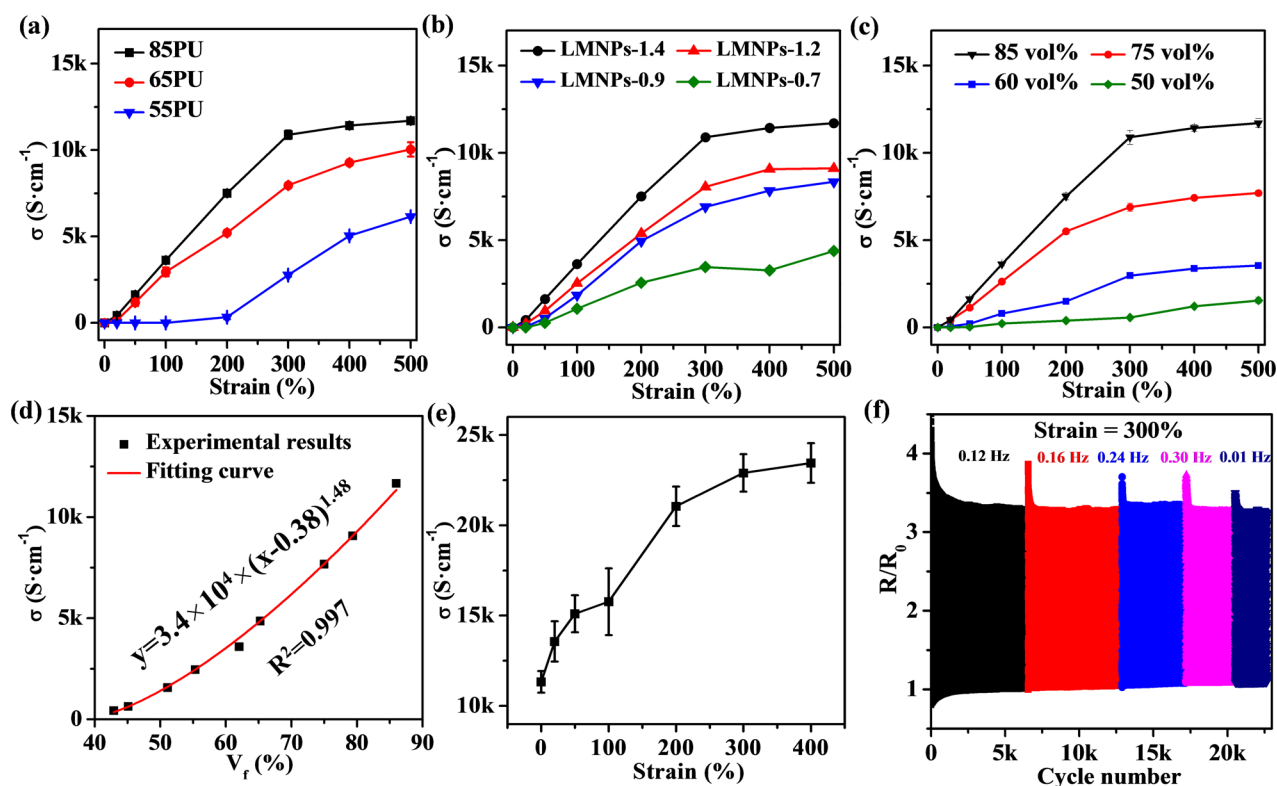 (a)
85PU
65PU
55PU
15k
10k
5k
0
σ (S·cm⁻¹)
0 100 200 300 400 500
Strain (%)
(b)
LMNPs-1.4 LMNPs-1.2
LMNPs-0.9 LMNPs-0.7
15k
10k
5k
0
σ (S·cm⁻¹)
0 100 200 300 400 500
Strain (%)
(c)
85 vol% 75 vol%
60 vol% 50 vol%
15k
10k
5k
0
σ (S·cm⁻¹)
0 100 200 300 400 500
Strain (%)
(d)
Experimental results
Fitting curve
y=3.4×10⁴×(x-0.38)¹·⁴⁸
R²=0.997
15k
10k
5k
0
σ (S·cm⁻¹)
40 50 60 70 80 90
V_f (%)
(e)
25k
20k
15k
10k
σ (S·cm⁻¹)
0 100 200 300 400
Strain (%)
(f)
Strain = 300%
0.12 Hz 0.16 Hz 0.24 Hz 0.30 Hz 0.01 Hz
4
3
2
1
R/R₀
0 5k 10k 15k 20k
Cycle number